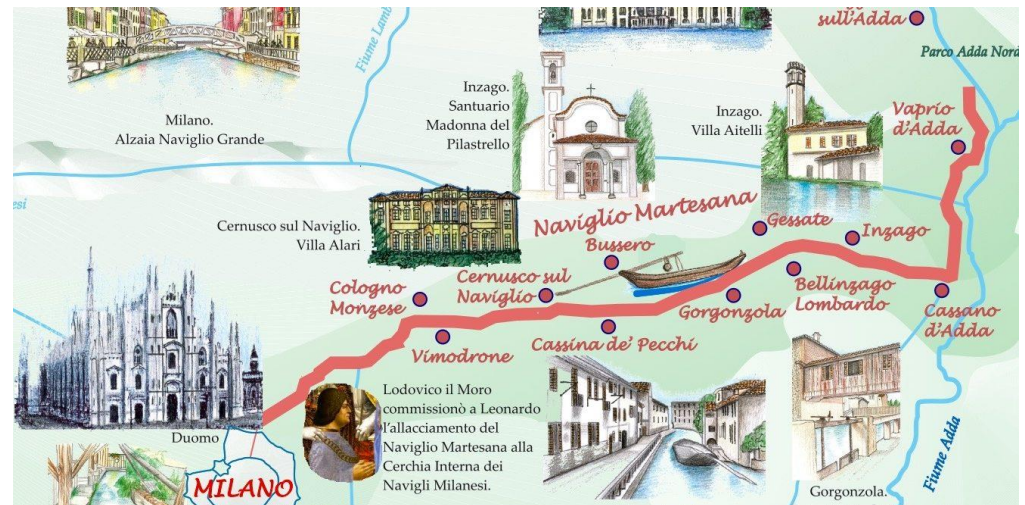 sull'Adda
Parco Adda Nord
Fiume Lamb
Milano.
Alzaia Naviglio Grande
Inzago.
Santuario
Madonna del
Pilastrello
Inzago.
Villa Aitelli
Vaprio
d'Adda
Cernusco sul Naviglio.
Villa Alari
Naviglio Martesana
Bussero
Gessate
Inzago
Cologno
Monzese
Cernusco sul
Naviglio
Gorgonzola
Bellinzago
Lombardo
Cassano
d'Adda
Vimodrone
Cassina de' Pecchi
Lodovico il Moro
commissionò a Leonardo
l'allacciamento del
Naviglio Martesana alla
Cerchia Interna dei
Navigli Milanesi.
Duomo
MILANO
Gorgonzola.
Fiume Adda